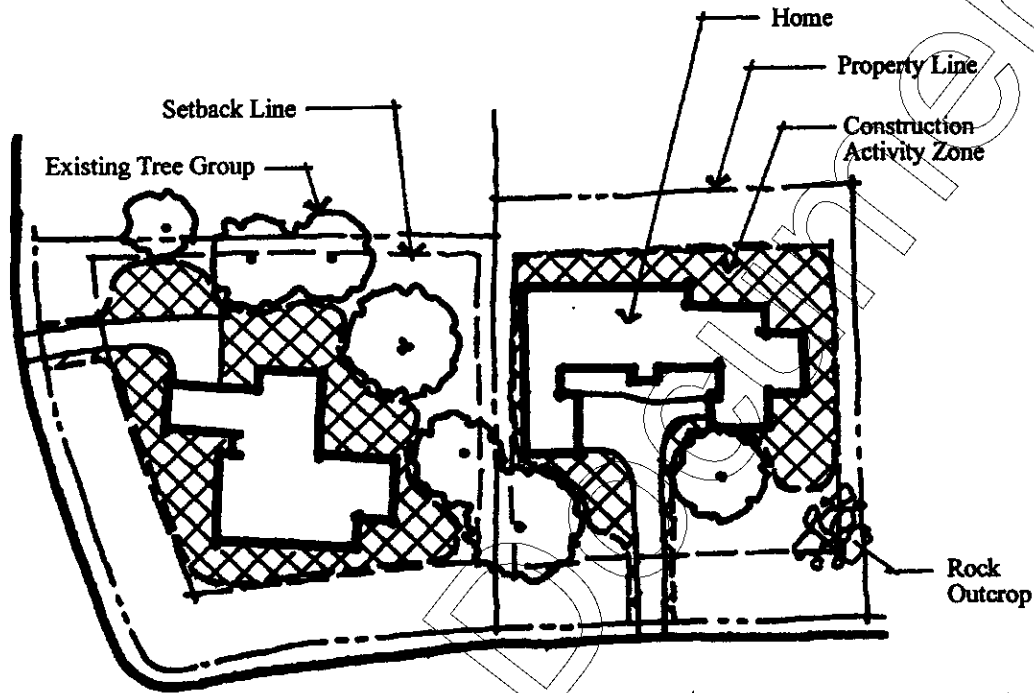 Home
Property Line
Setback Line
Construction
Activity Zone
Existing Tree Group
Rock
Outcrop